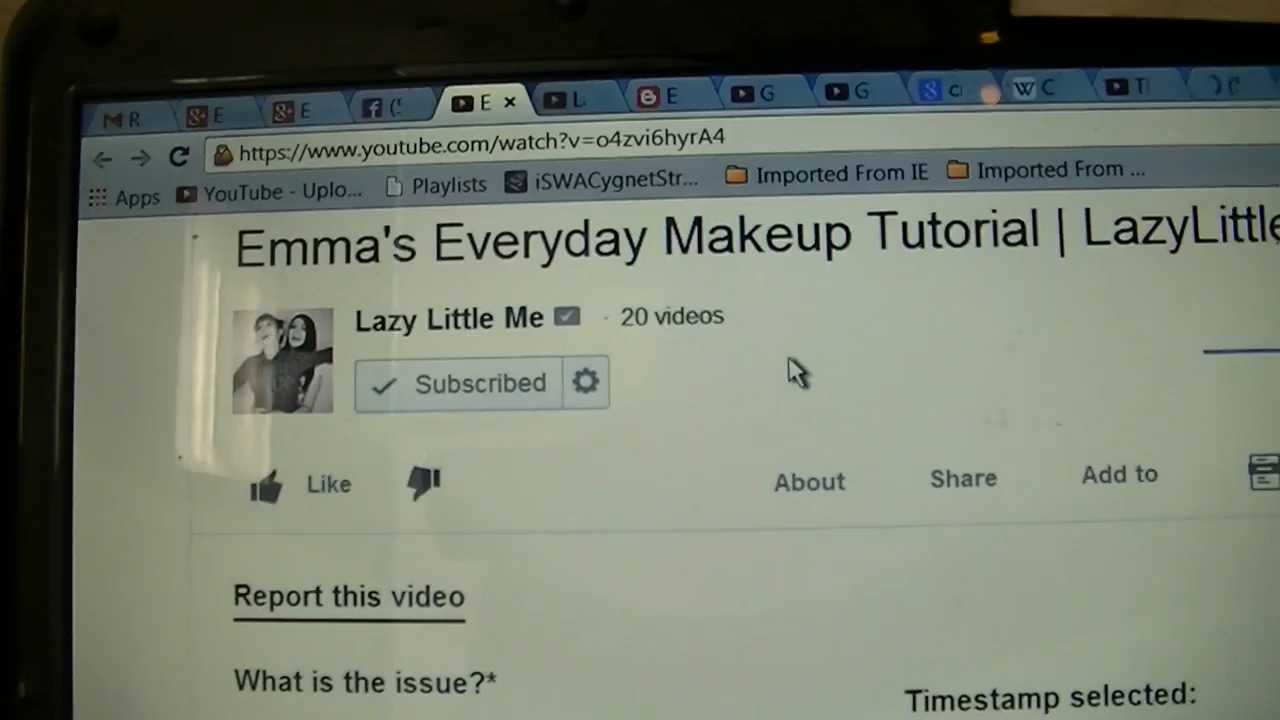 R E E f E × L E G G C W C T
https://www.youtube.com/watch?v=o4zvi6hyrA4
Apps YouTube - Uplo... Playlists iSWACygnetStr... Imported From IE Imported From ...
Emma's Everyday Makeup Tutorial | LazyLittle
Lazy Little Me · 20 videos
Subscribed
Like About Share Add to
Report this video
What is the issue?*
Timestamp selected: